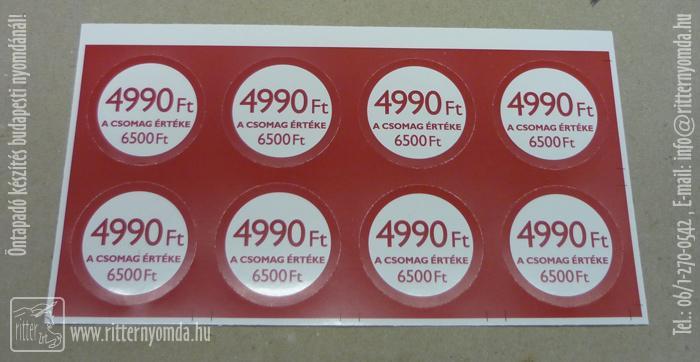 Öntapadó készítés budapesti nyomdánál!
4990 Ft
A CSOMAG ÉRTÉKE
6500 Ft
4990 Ft
A CSOMAG ÉRTÉKE
6500 Ft
4990 Ft
A CSOMAG ÉRTÉKE
6500 Ft
4990 Ft
A CSOMAG ÉRTÉKE
6500 Ft
4990 Ft
A CSOMAG ÉRTÉKE
6500 Ft
4990 Ft
A CSOMAG ÉRTÉKE
6500 Ft
4990 Ft
A CSOMAG ÉRTÉKE
6500 Ft
4990 Ft
A CSOMAG ÉRTÉKE
6500 Ft
ritter
www.ritternyomda.hu
Tel.: 06/1-270-0542 E-mail: info@ritternyomda.hu